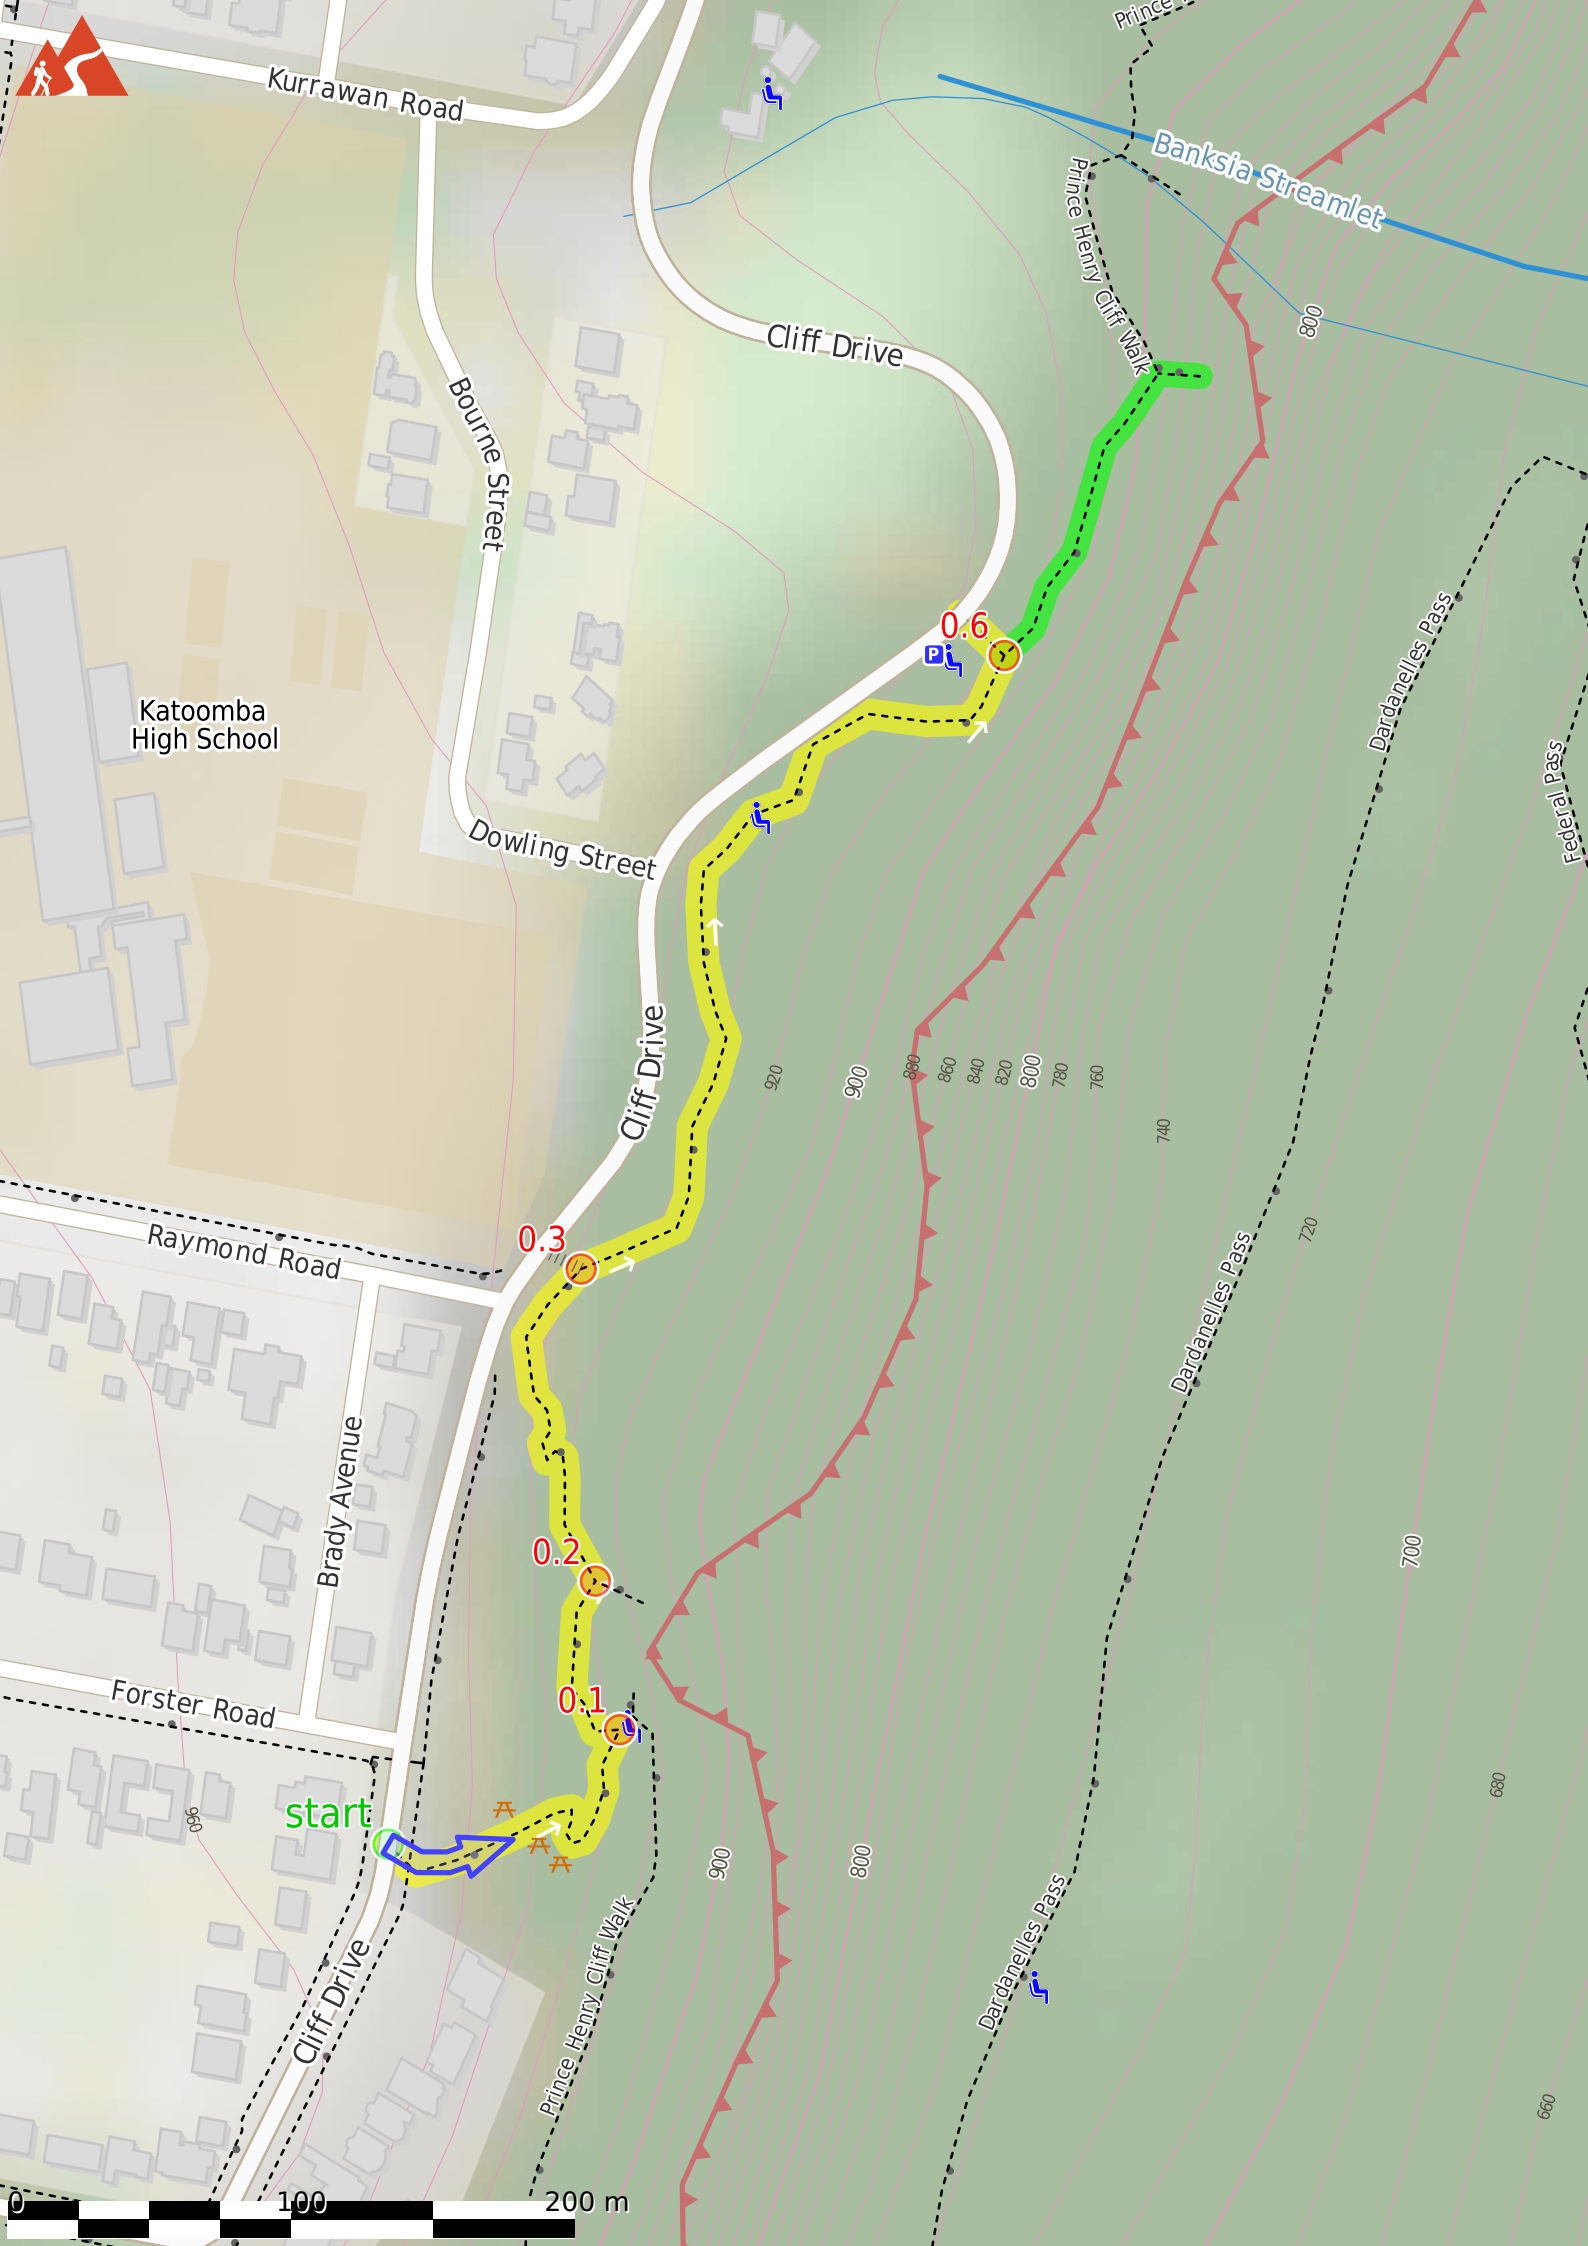 Prince
Kurrawan Road
Banksia Streamlet
Prince Henry Cliff Walk
800
Cliff Drive
Bourne Street
0.6
P
Dardanelles Pass
Katoomba
High School
Federal Pass
Dowling Street
Cliff Drive
920
900
880
860
840
820
800
780
760
740
720
Raymond Road
0.3
Dardanelles Pass
Brady Avenue
0.2
700
Forster Road
0.1
680
start
960
900
800
Prince Henry Cliff Walk
Dardanelles Pass
Cliff Drive
660
0
100
200 m